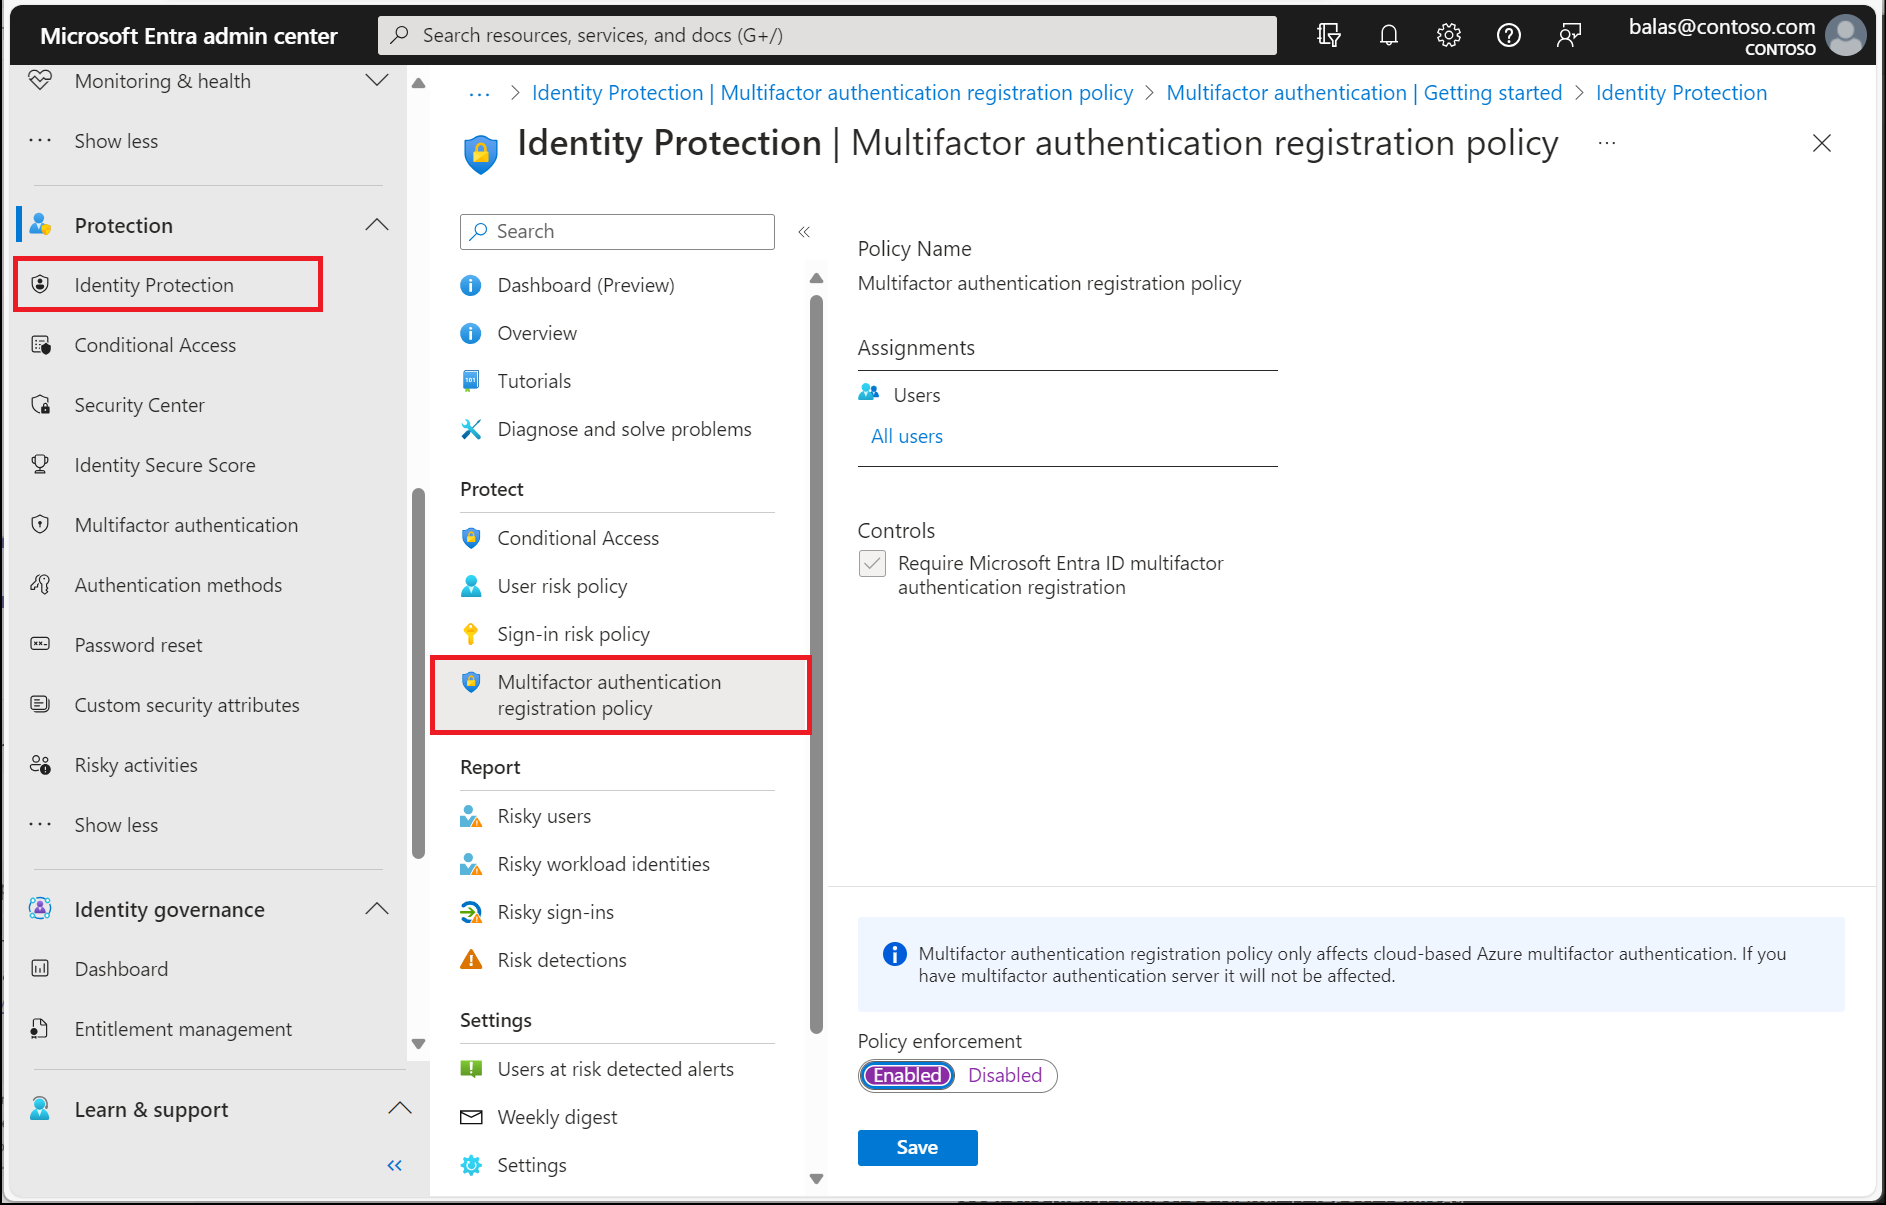 Microsoft Entra admin center
Search resources, services, and docs (G+/)
balas@contoso.com
CONTOSO
Monitoring & health
Show less
Protection
Identity Protection
Conditional Access
Security Center
Identity Secure Score
Multifactor authentication
Authentication methods
Password reset
Custom security attributes
Risky activities
Show less
Identity governance
Dashboard
Entitlement management
Learn & support
... > Identity Protection | Multifactor authentication registration policy > Multifactor authentication | Getting started > Identity Protection
Identity Protection | Multifactor authentication registration policy ...
Search
Dashboard (Preview)
Overview
Tutorials
Diagnose and solve problems
Protect
Conditional Access
User risk policy
Sign-in risk policy
Multifactor authentication
registration policy
Report
Risky users
Risky workload identities
Risky sign-ins
Risk detections
Settings
Users at risk detected alerts
Weekly digest
Settings
Policy Name
Multifactor authentication registration policy
Assignments
Users
All users
Controls
Require Microsoft Entra ID multifactor
authentication registration
Multifactor authentication registration policy only affects cloud-based Azure multifactor authentication. If you
have multifactor authentication server it will not be affected.
Policy enforcement
Enabled Disabled
Save